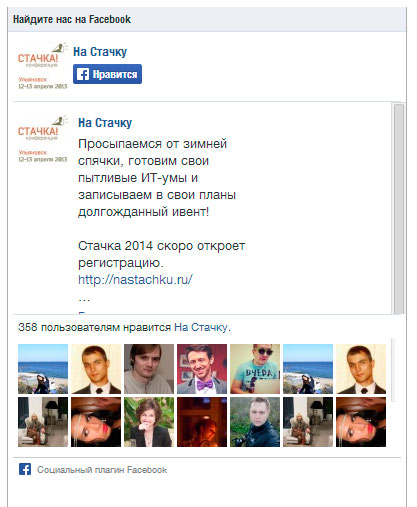 Найдите нас на Facebook
СТАЧКА!
конференция
Ульяновск
12-13 апреля 2013
На Стачку
Нравится
СТАЧКА!
конференция
Ульяновск
12-13 апреля 2013
На Стачку
Просыпаемся от зимней
спячки, готовим свои
пытливые ИТ-умы и
записываем в свои планы
долгожданный ивент!
Стачка 2014 скоро откроет
регистрацию.
http://nastachku.ru/
...
358 пользователям нравится На Стачку.
Социальный плагин Facebook